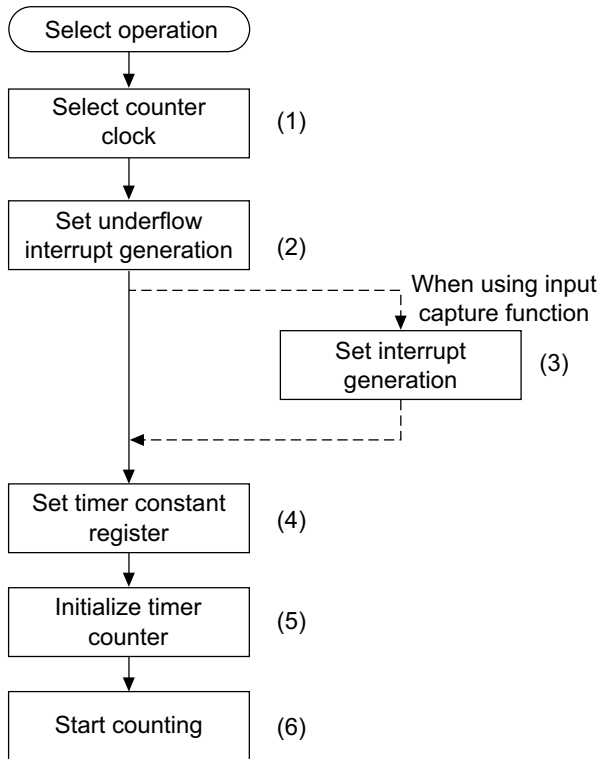 Select operation
Select counter
clock
(1)
Set underflow
interrupt generation
(2)
When using input
capture function
Set interrupt
generation
(3)
Set timer constant
register
(4)
Initialize timer
counter
(5)
Start counting
(6)